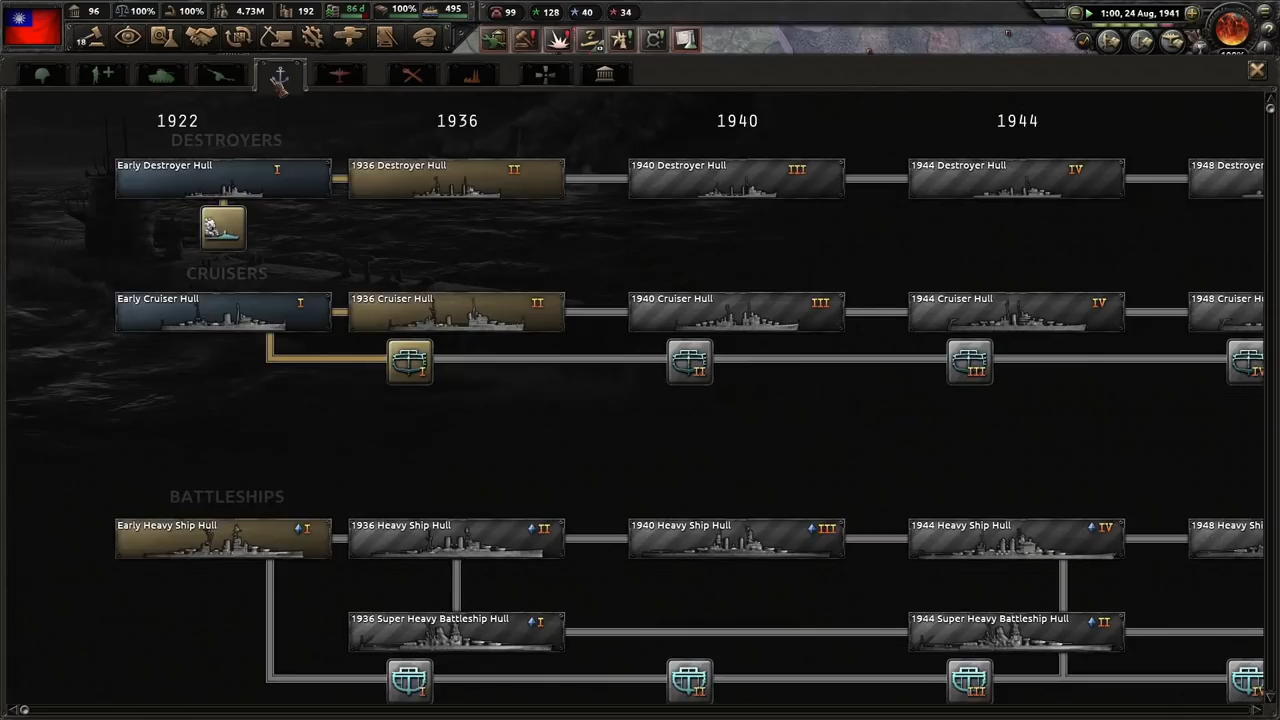 96 100% 100% 4.73M 192 86 d 100% 495 99 128 40 34 1:00, 24 Aug, 1941
18 100%
1922 1936 1940 1944
DESTROYERS
Early Destroyer Hull I 1936 Destroyer Hull II 1940 Destroyer Hull III 1944 Destroyer Hull IV 1948 Destroyer
CRUISERS
Early Cruiser Hull I 1936 Cruiser Hull II 1940 Cruiser Hull III 1944 Cruiser Hull IV 1948 Cruiser H
I II III IV
BATTLESHIPS
Early Heavy Ship Hull I 1936 Heavy Ship Hull II 1940 Heavy Ship Hull III 1944 Heavy Ship Hull IV 1948 Heavy Shi
1936 Super Heavy Battleship Hull I 1944 Super Heavy Battleship Hull II
I II III IV